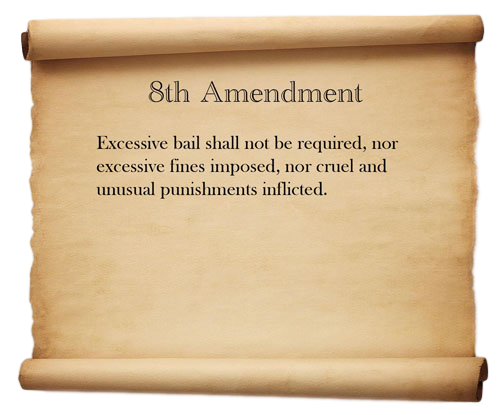 8th Amendment
Excessive bail shall not be required, nor
excessive fines imposed, nor cruel and
unusual punishments inflicted.